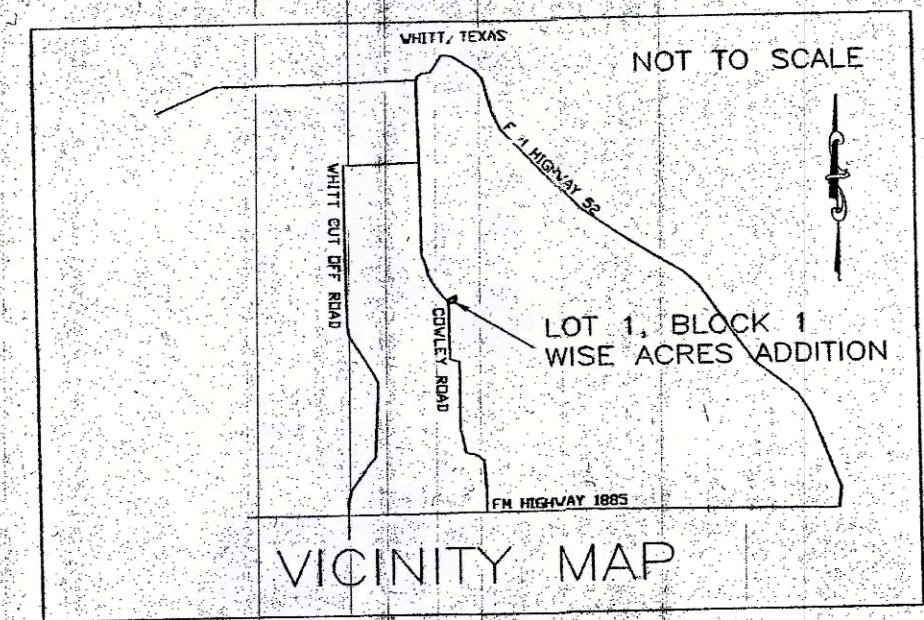 WHITT, TEXAS
NOT TO SCALE
F M HIGHWAY 52
WHITT CUT OFF ROAD
COWLEY ROAD
LOT 1, BLOCK 1
WISE ACRES ADDITION
FM HIGHWAY 1885
VICINITY MAP